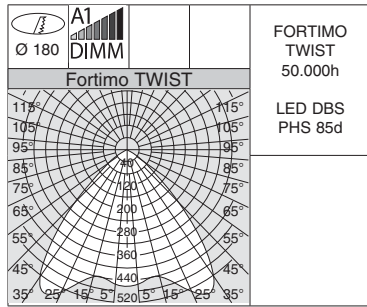 Ø 180
A1
DIMM
Fortimo TWIST
115° 115°
105° 105°
95° 95°
85° 85°
75° 75°
65° 65°
55° 55°
45° 45°
35° 25° 15° 5° 5° 15° 25° 35°
40
120
200
280
360
440
520
FORTIMO
TWIST
50.000h
LED DBS
PHS 85d